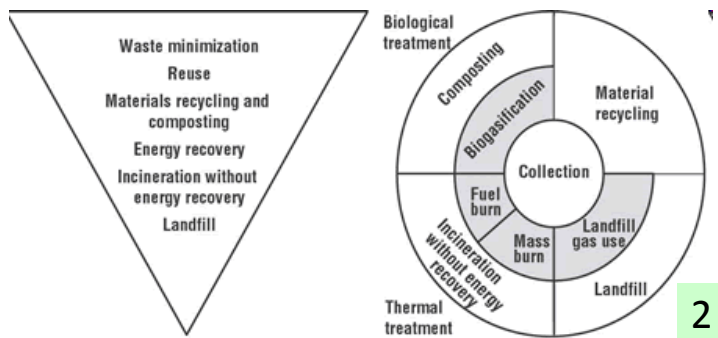 Waste minimization
Reuse
Materials recycling and
composting
Energy recovery
Incineration without
energy recovery
Landfill
Biological
treatment
Composting
Biogasification
Material
recycling
Collection
Fuel
burn
Mass
burn
Landfill
gas use
Incineration
without energy
recovery
Landfill
Thermal
treatment
2